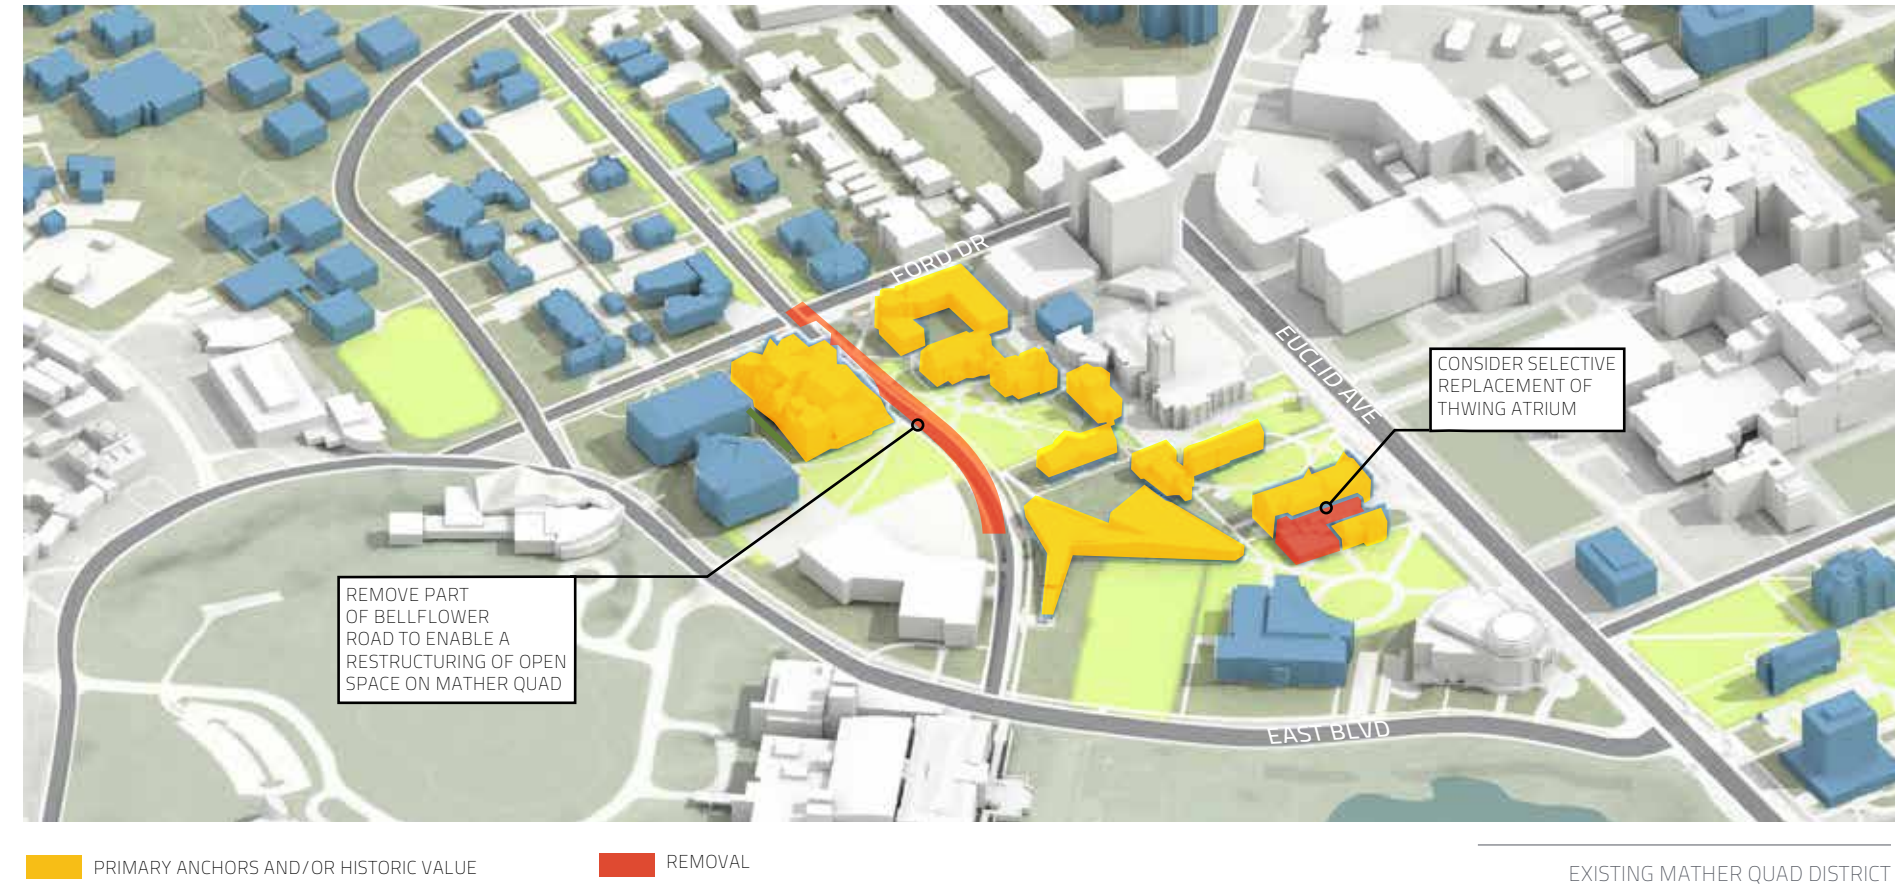 FORD DR
EUCLID AVE
CONSIDER SELECTIVE
REPLACEMENT OF
THWING ATRIUM
REMOVE PART
OF BELLFLOWER
ROAD TO ENABLE A
RESTRUCTURING OF OPEN
SPACE ON MATHER QUAD
EAST BLVD
PRIMARY ANCHORS AND/OR HISTORIC VALUE
REMOVAL
EXISTING MATHER QUAD DISTRICT